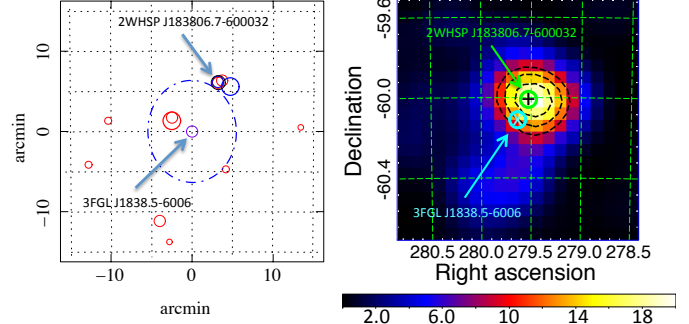 2WHSP J183806.7-600032
15
10
5
0
arcmin
-10
3FGL J1838.5-6006
-10
0
10
arcmin
-59.6
2WHSP J183806.7-600032
-60.0
Declination
-60.4
3FGL J1838.5-6006
280.5 280.0 279.5 279.0 278.5
Right ascension
2.0 6.0 10 14 18